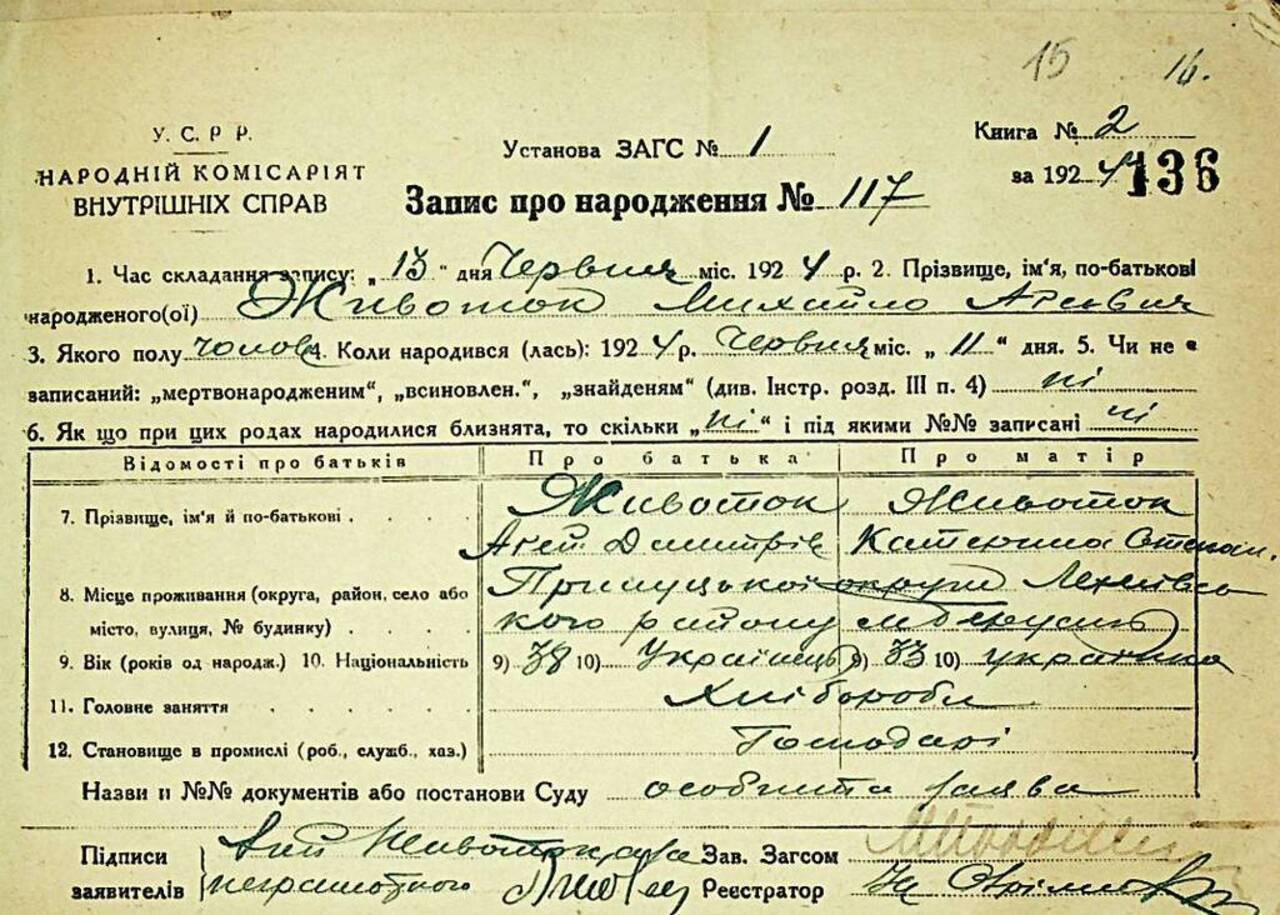 15 16.
У. С. Р Р.
НАРОДНІЙ КОМІСАРІЯТ
ВНУТРІШНІХ СПРАВ
Установа ЗАГС № 1
Запис про народження № 117
Книга № 2
за 1924
136
1. Час складання запису: „13“ дня Червня міс. 1924 р. 2. Прізвище, ім'я, по-батькові
народженого(ої) Животок Михайло Агієвич
3. Якого полу чолов 4. Коли народився (лась): 1924 р. Червня міс. „11“ дня. 5. Чи не є
записаний: „мертвонародженим“, „всиновлен.“, „знайденям“ (див. Інстр. розд. III п. 4) ні
6. Як що при цих родах народилися близнята, то скільки „ні“ і під якими №№ записані ні
Відомості про батьків Про батька Про матір
7. Прізвище, ім'я й по-батькові Животок Животок
Агей Дмитрів Катерина Степан.
8. Місце проживання (округа, район, село або Прилуцької округи
місто, вулиця, № будинку) кого району
9. Вік (років од народж.) 10. Національність 9) 38 10) Українець 9) 33 10) українка
11. Головне заняття Хлібороби
12. Становище в промислі (роб., служб., хаз.) Господарі
Назви и №№ документів або постанови Суду особиста заява
Підписи Агий Животок, а за Зав. Загсом
заявителів неграмотного Реєстратор